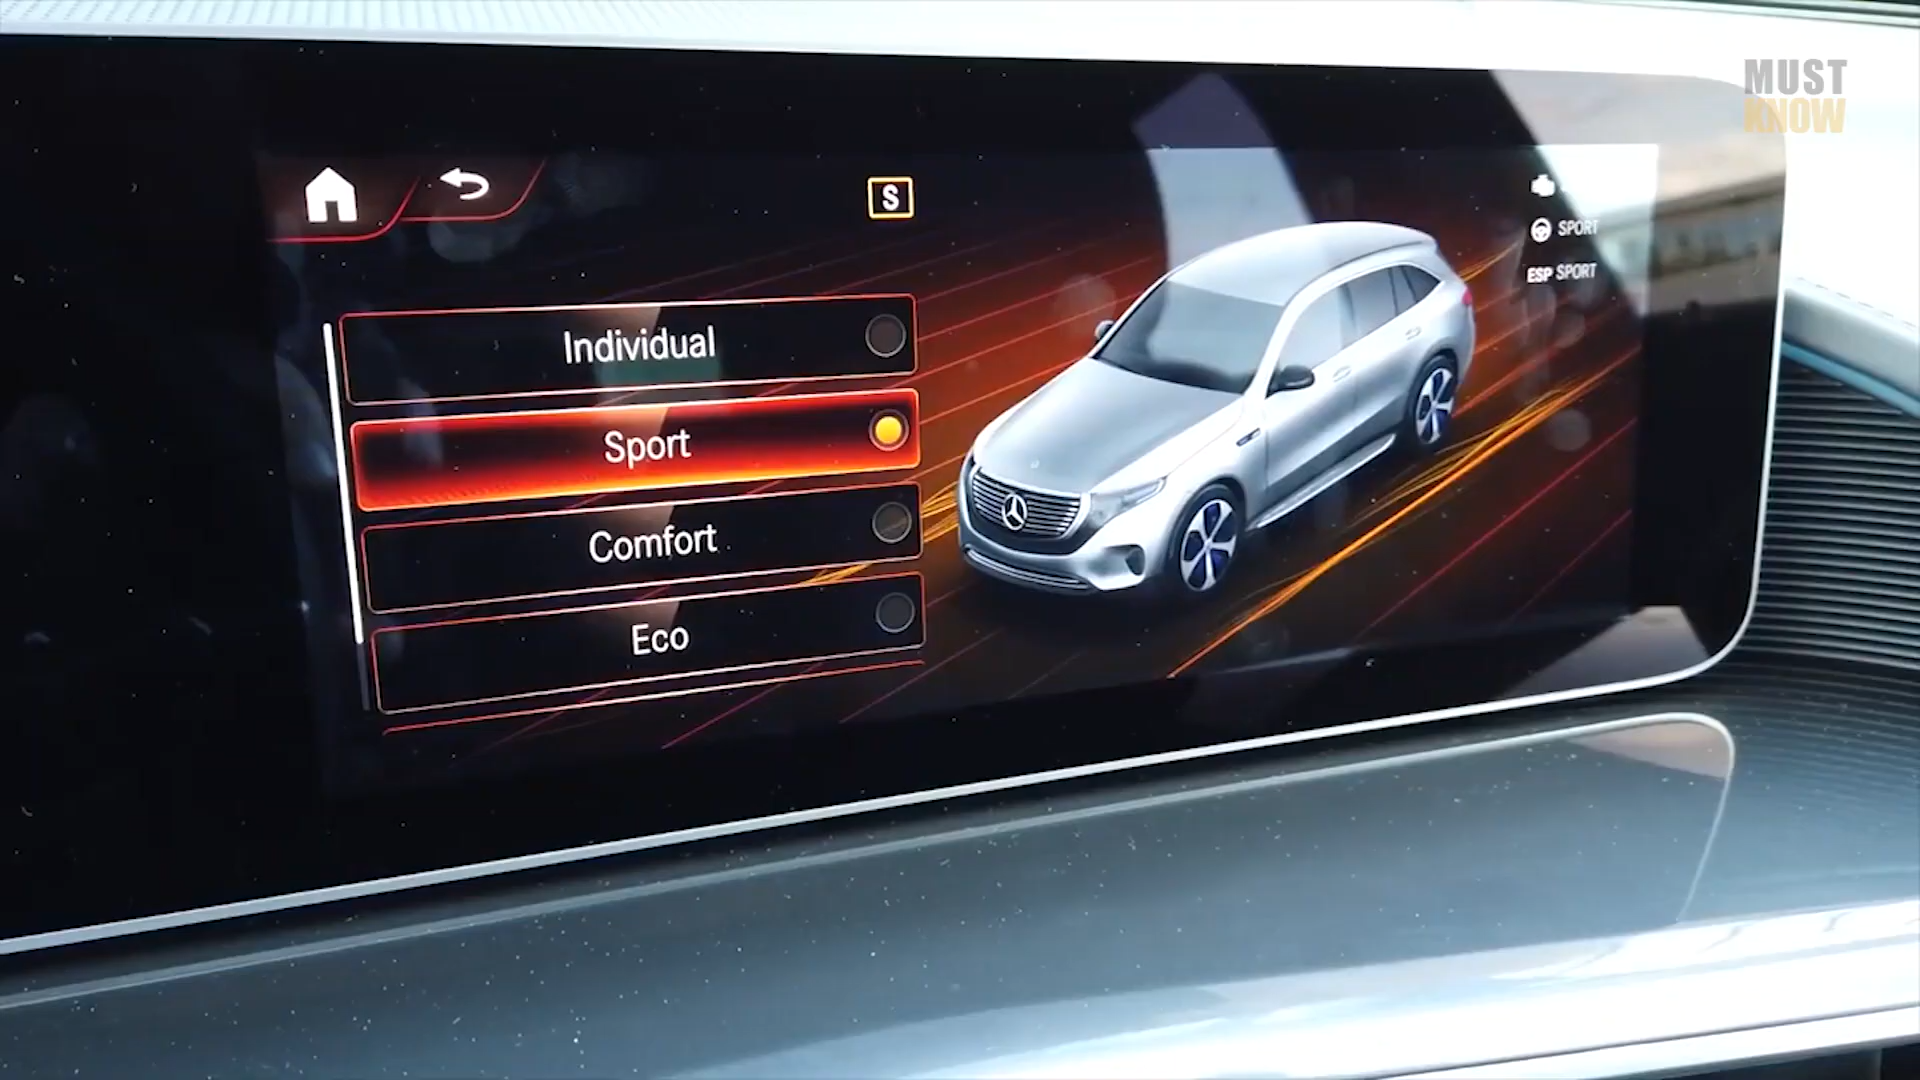 MUST
KNOW
S
SPORT
ESP SPORT
Individual
Sport
Comfort
Eco